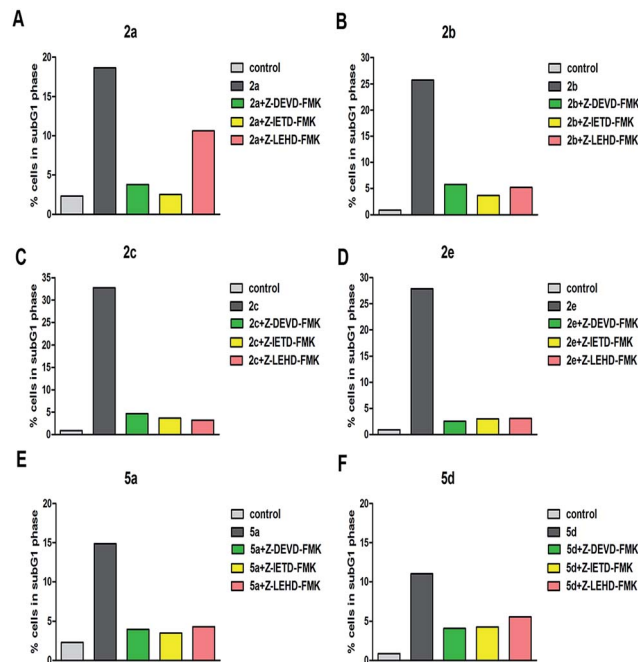 A
2a
% cells in subG1 phase
20
15
10
5
0
control
2a
2a+Z-DEVD-FMK
2a+Z-IETD-FMK
2a+Z-LEHD-FMK
B
2b
% cells in subG1 phase
30
25
20
15
10
5
0
control
2b
2b+Z-DEVD-FMK
2b+Z-IETD-FMK
2b+Z-LEHD-FMK
C
2c
% cells in subG1 phase
35
30
25
20
15
10
5
0
control
2c
2c+Z-DEVD-FMK
2c+Z-IETD-FMK
2c+Z-LEHD-FMK
D
2e
% cells in subG1 phase
30
25
20
15
10
5
0
control
2e
2e+Z-DEVD-FMK
2e+Z-IETD-FMK
2e+Z-LEHD-FMK
E
5a
% cells in subG1 phase
20
15
10
5
0
control
5a
5a+Z-DEVD-FMK
5a+Z-IETD-FMK
5a+Z-LEHD-FMK
F
5d
% cells in subG1 phase
20
15
10
5
0
control
5d
5d+Z-DEVD-FMK
5d+Z-IETD-FMK
5d+Z-LEHD-FMK